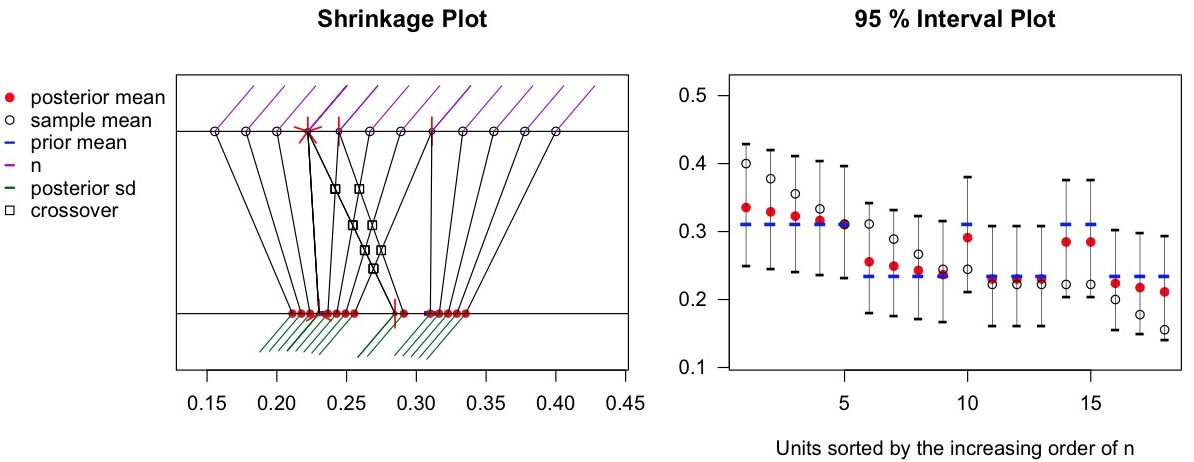 Shrinkage Plot
posterior mean
sample mean
prior mean
n
posterior sd
crossover
0.15 0.20 0.25 0.30 0.35 0.40 0.45
95 % Interval Plot
0.5
0.4
0.3
0.2
0.1
5 10 15
Units sorted by the increasing order of n